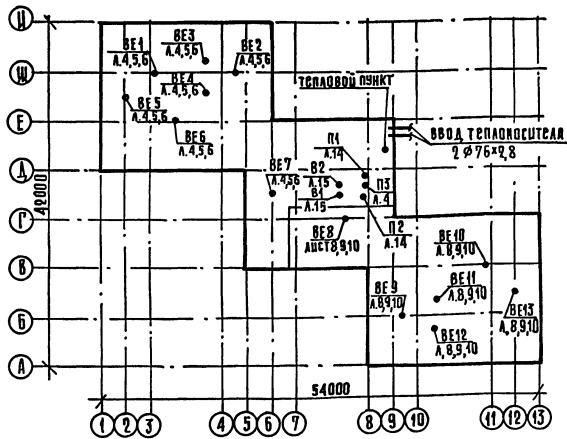 И
Ж
Е
Д
Г
В
Б
А
42000
ВЕ1
Л.4,5,6
ВЕ3
Л.4,5,6
ВЕ2
Л.4,5,6
ВЕ4
Л.4,5,6
ВЕ5
Л.4,5,6
ВЕ6
Л.4,5,6
ТЕПЛОВОЙ ПУНКТ
ВВОД ТЕПЛОНОСИТЕЛЯ
2 Ф76×2,8
П1
Л.14
ВЕ7
Л.4,5,6
В2
Л.15
В1
Л.15
П3
Л.4
П2
Л.14
ВЕ8
ЛИСТ 8,9,10
ВЕ10
Л.8,9,10
ВЕ11
Л.8,9,10
ВЕ9
Л.8,9,10
ВЕ13
Л,8,9,10
ВЕ12
Л,8,9,10
54000
1 2 3 4 5 6 7 8 9 10 11 12 13